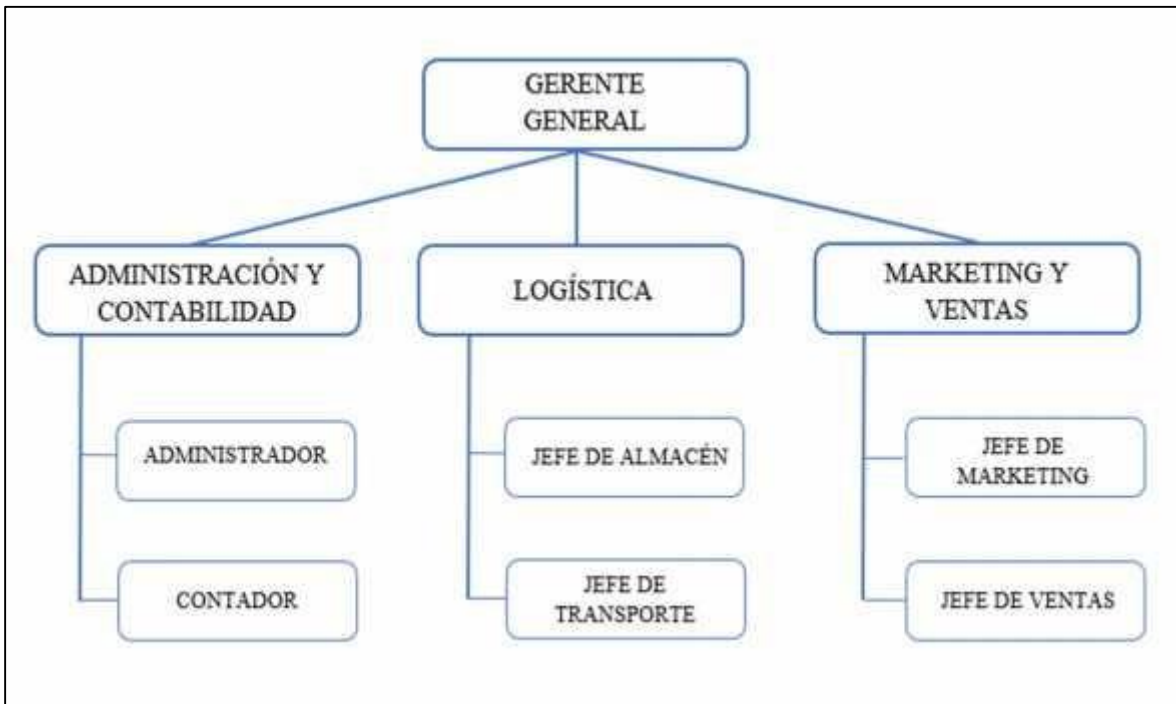 GERENTE
GENERAL
ADMINISTRACIÓN Y
CONTABILIDAD
LOGÍSTICA
MARKETING Y
VENTAS
ADMINISTRADOR
JEFE DE ALMACÉN
JEFE DE
MARKETING
CONTADOR
JEFE DE
TRANSPORTE
JEFE DE VENTAS